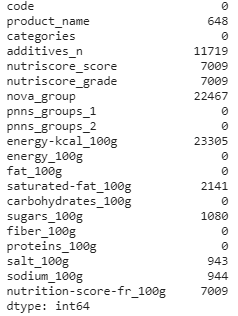 code 0
product_name 648
categories 0
additives_n 11719
nutriscore_score 7009
nutriscore_grade 7009
nova_group 22467
pnns_groups_1 0
pnns_groups_2 0
energy-kcal_100g 23305
energy_100g 0
fat_100g 0
saturated-fat_100g 2141
carbohydrates_100g 0
sugars_100g 1080
fiber_100g 0
proteins_100g 0
salt_100g 943
sodium_100g 944
nutrition-score-fr_100g 7009
dtype: int64